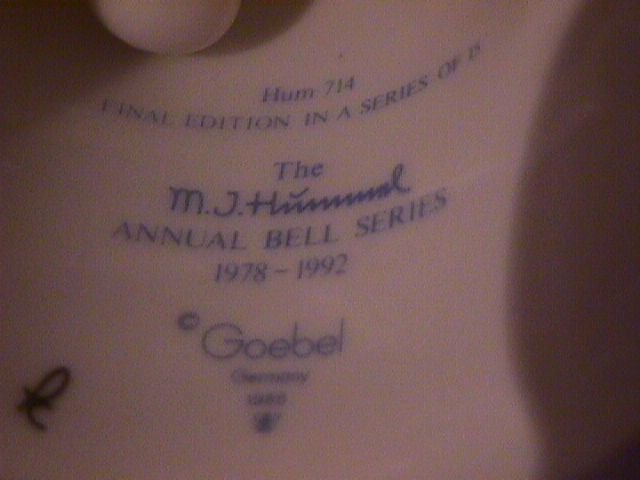 Hum 714
FINAL EDITION IN A SERIES OF 15
The
M.J.Hummel
ANNUAL BELL SERIES
1978-1992
© Goebel
Germany